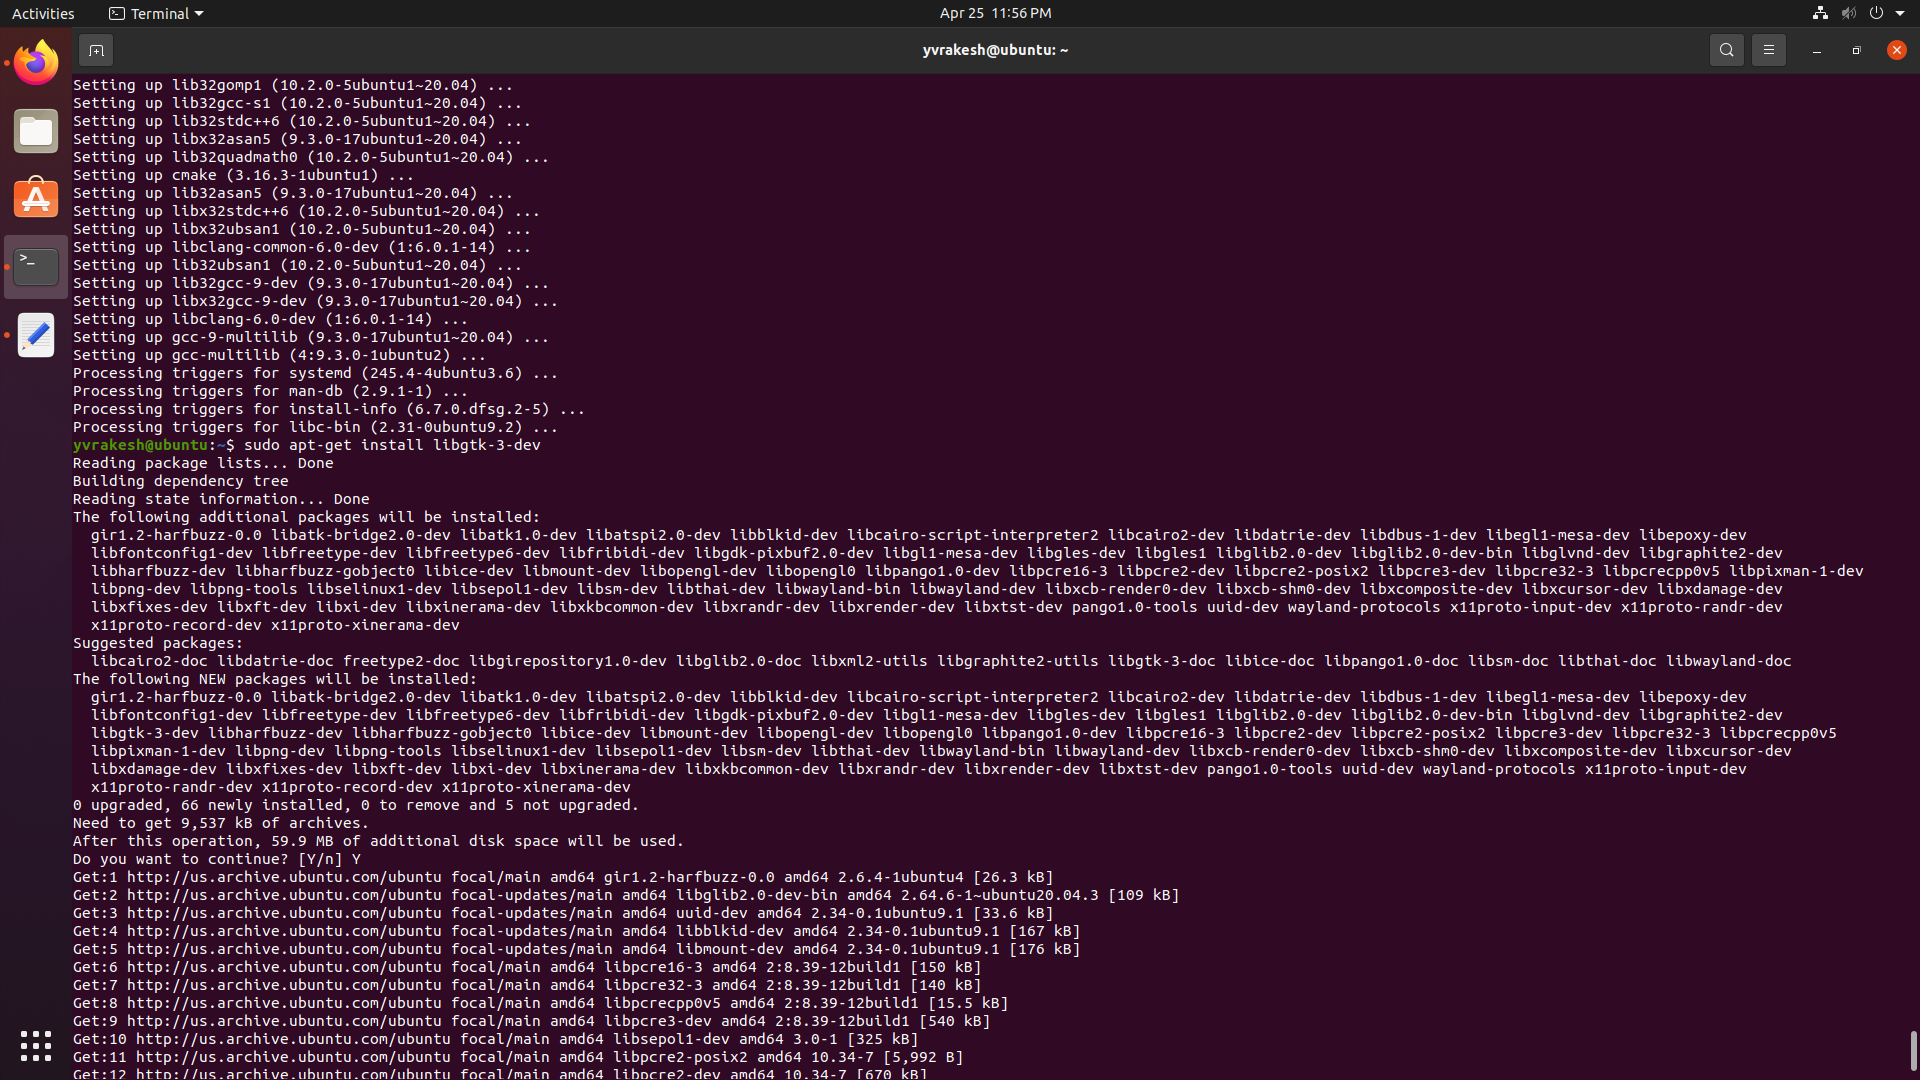 Activities
Terminal
Apr 25  11:56 PM
yvrakesh@ubuntu: ~
Setting up lib32gomp1 (10.2.0-5ubuntu1~20.04) ...
Setting up lib32gcc-s1 (10.2.0-5ubuntu1~20.04) ...
Setting up lib32stdc++6 (10.2.0-5ubuntu1~20.04) ...
Setting up libx32asan5 (9.3.0-17ubuntu1~20.04) ...
Setting up lib32quadmath0 (10.2.0-5ubuntu1~20.04) ...
Setting up cmake (3.16.3-1ubuntu1) ...
Setting up lib32asan5 (9.3.0-17ubuntu1~20.04) ...
Setting up libx32stdc++6 (10.2.0-5ubuntu1~20.04) ...
Setting up libx32ubsan1 (10.2.0-5ubuntu1~20.04) ...
Setting up libclang-common-6.0-dev (1:6.0.1-14) ...
Setting up lib32ubsan1 (10.2.0-5ubuntu1~20.04) ...
Setting up lib32gcc-9-dev (9.3.0-17ubuntu1~20.04) ...
Setting up libx32gcc-9-dev (9.3.0-17ubuntu1~20.04) ...
Setting up libclang-6.0-dev (1:6.0.1-14) ...
Setting up gcc-9-multilib (9.3.0-17ubuntu1~20.04) ...
Setting up gcc-multilib (4:9.3.0-1ubuntu2) ...
Processing triggers for systemd (245.4-4ubuntu3.6) ...
Processing triggers for man-db (2.9.1-1) ...
Processing triggers for install-info (6.7.0.dfsg.2-5) ...
Processing triggers for libc-bin (2.31-0ubuntu9.2) ...
yvrakesh@ubuntu:~$ sudo apt-get install libgtk-3-dev
Reading package lists... Done
Building dependency tree
Reading state information... Done
The following additional packages will be installed:
  gir1.2-harfbuzz-0.0 libatk-bridge2.0-dev libatk1.0-dev libatspi2.0-dev libblkid-dev libcairo-script-interpreter2 libcairo2-dev libdatrie-dev libdbus-1-dev libegl1-mesa-dev libepoxy-dev
  libfontconfig1-dev libfreetype-dev libfreetype6-dev libfribidi-dev libgdk-pixbuf2.0-dev libgl1-mesa-dev libgles-dev libgles1 libglib2.0-dev libglib2.0-dev-bin libglvnd-dev libgraphite2-dev
  libharfbuzz-dev libharfbuzz-gobject0 libice-dev libmount-dev libopengl-dev libopengl0 libpango1.0-dev libpcre16-3 libpcre2-dev libpcre2-posix2 libpcre3-dev libpcre32-3 libpcrecpp0v5 libpixman-1-dev
  libpng-dev libpng-tools libselinux1-dev libsepol1-dev libsm-dev libthai-dev libwayland-bin libwayland-dev libxcb-render0-dev libxcb-shm0-dev libxcomposite-dev libxcursor-dev libxdamage-dev
  libxfixes-dev libxft-dev libxi-dev libxinerama-dev libxkbcommon-dev libxrandr-dev libxrender-dev libxtst-dev pango1.0-tools uuid-dev wayland-protocols x11proto-input-dev x11proto-randr-dev
  x11proto-record-dev x11proto-xinerama-dev
Suggested packages:
  libcairo2-doc libdatrie-doc freetype2-doc libgirepository1.0-dev libglib2.0-doc libxml2-utils libgraphite2-utils libgtk-3-doc libice-doc libpango1.0-doc libsm-doc libthai-doc libwayland-doc
The following NEW packages will be installed:
  gir1.2-harfbuzz-0.0 libatk-bridge2.0-dev libatk1.0-dev libatspi2.0-dev libblkid-dev libcairo-script-interpreter2 libcairo2-dev libdatrie-dev libdbus-1-dev libegl1-mesa-dev libepoxy-dev
  libfontconfig1-dev libfreetype-dev libfreetype6-dev libfribidi-dev libgdk-pixbuf2.0-dev libgl1-mesa-dev libgles-dev libgles1 libglib2.0-dev libglib2.0-dev-bin libglvnd-dev libgraphite2-dev
  libgtk-3-dev libharfbuzz-dev libharfbuzz-gobject0 libice-dev libmount-dev libopengl-dev libopengl0 libpango1.0-dev libpcre16-3 libpcre2-dev libpcre2-posix2 libpcre3-dev libpcre32-3 libpcrecpp0v5
  libpixman-1-dev libpng-dev libpng-tools libselinux1-dev libsepol1-dev libsm-dev libthai-dev libwayland-bin libwayland-dev libxcb-render0-dev libxcb-shm0-dev libxcomposite-dev libxcursor-dev
  libxdamage-dev libxfixes-dev libxft-dev libxi-dev libxinerama-dev libxkbcommon-dev libxrandr-dev libxrender-dev libxtst-dev pango1.0-tools uuid-dev wayland-protocols x11proto-input-dev
  x11proto-randr-dev x11proto-record-dev x11proto-xinerama-dev
0 upgraded, 66 newly installed, 0 to remove and 5 not upgraded.
Need to get 9,537 kB of archives.
After this operation, 59.9 MB of additional disk space will be used.
Do you want to continue? [Y/n] Y
Get:1 http://us.archive.ubuntu.com/ubuntu focal/main amd64 gir1.2-harfbuzz-0.0 amd64 2.6.4-1ubuntu4 [26.3 kB]
Get:2 http://us.archive.ubuntu.com/ubuntu focal-updates/main amd64 libglib2.0-dev-bin amd64 2.64.6-1~ubuntu20.04.3 [109 kB]
Get:3 http://us.archive.ubuntu.com/ubuntu focal-updates/main amd64 uuid-dev amd64 2.34-0.1ubuntu9.1 [33.6 kB]
Get:4 http://us.archive.ubuntu.com/ubuntu focal-updates/main amd64 libblkid-dev amd64 2.34-0.1ubuntu9.1 [167 kB]
Get:5 http://us.archive.ubuntu.com/ubuntu focal-updates/main amd64 libmount-dev amd64 2.34-0.1ubuntu9.1 [176 kB]
Get:6 http://us.archive.ubuntu.com/ubuntu focal/main amd64 libpcre16-3 amd64 2:8.39-12build1 [150 kB]
Get:7 http://us.archive.ubuntu.com/ubuntu focal/main amd64 libpcre32-3 amd64 2:8.39-12build1 [140 kB]
Get:8 http://us.archive.ubuntu.com/ubuntu focal/main amd64 libpcrecpp0v5 amd64 2:8.39-12build1 [15.5 kB]
Get:9 http://us.archive.ubuntu.com/ubuntu focal/main amd64 libpcre3-dev amd64 2:8.39-12build1 [540 kB]
Get:10 http://us.archive.ubuntu.com/ubuntu focal/main amd64 libsepol1-dev amd64 3.0-1 [325 kB]
Get:11 http://us.archive.ubuntu.com/ubuntu focal/main amd64 libpcre2-posix2 amd64 10.34-7 [5,992 B]
Get:12 http://us.archive.ubuntu.com/ubuntu focal/main amd64 libpcre2-dev amd64 10.34-7 [670 kB]